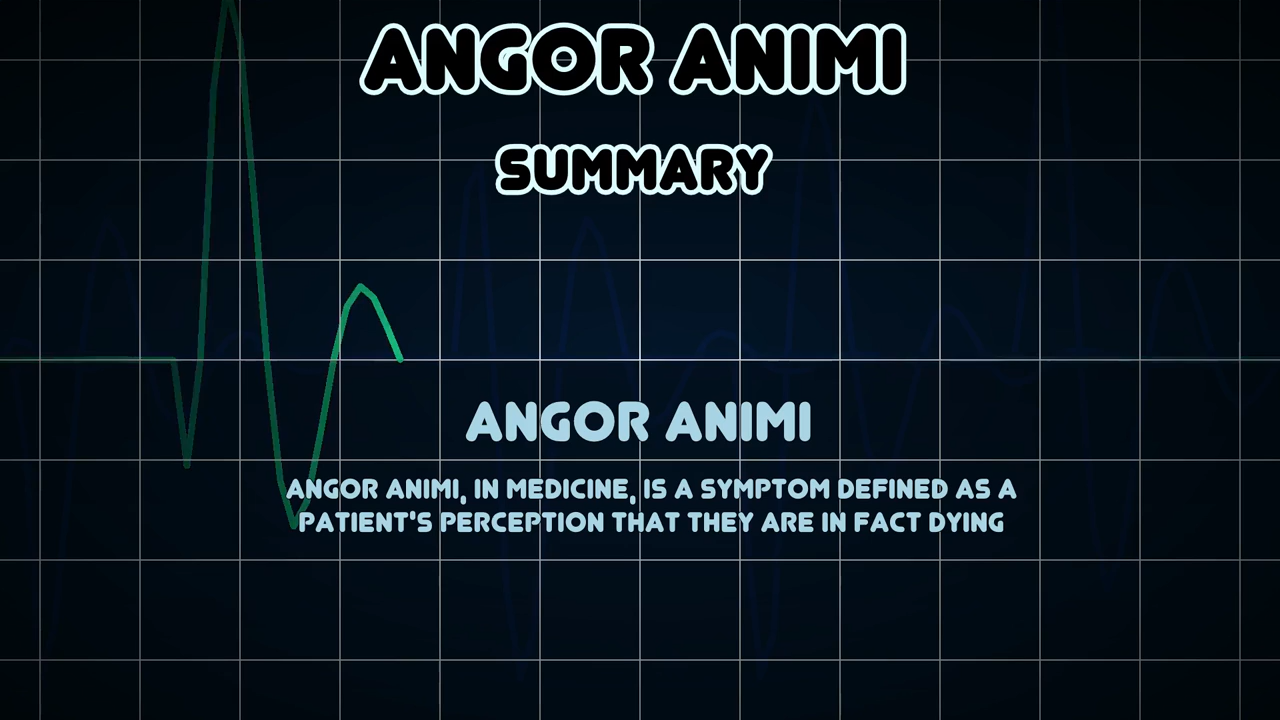 ANGOR ANIMI
SUMMARY
ANGOR ANIMI
ANGOR ANIMI, IN MEDICINE, IS A SYMPTOM DEFINED AS A
PATIENT'S PERCEPTION THAT THEY ARE IN FACT DYING